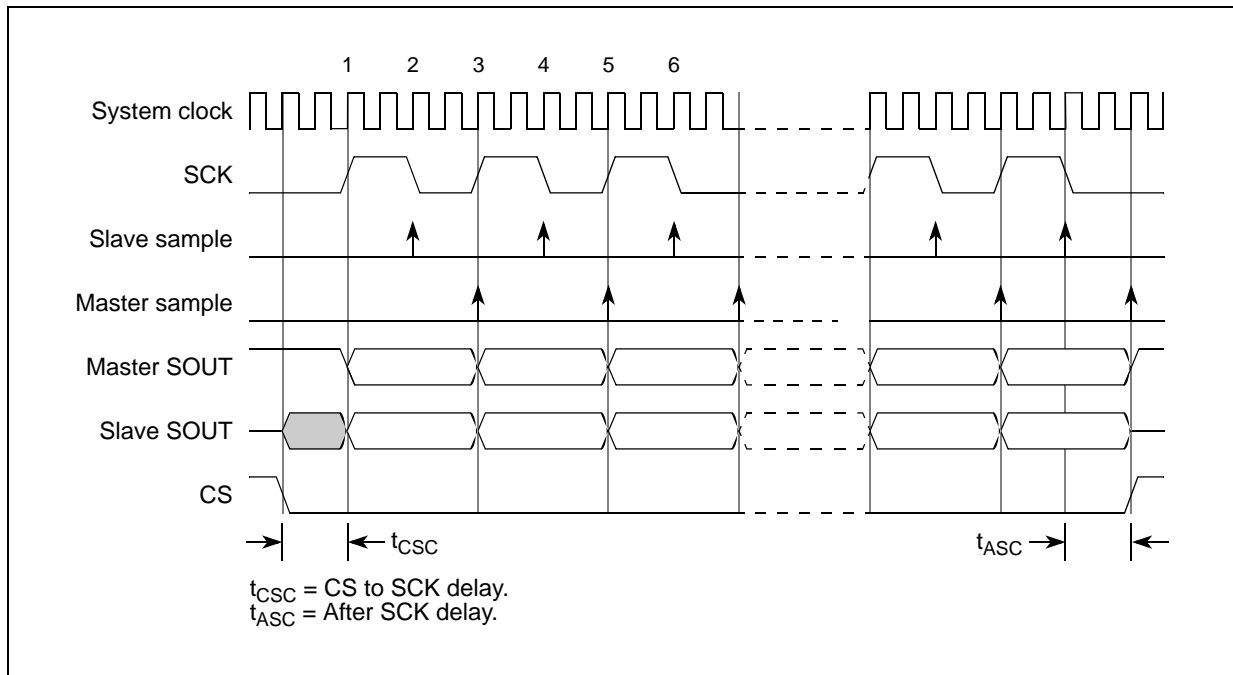 1 2 3 4 5 6
System clock
SCK
Slave sample
Master sample
Master SOUT
Slave SOUT
CS
tCSC tASC
tCSC = CS to SCK delay.
tASC = After SCK delay.